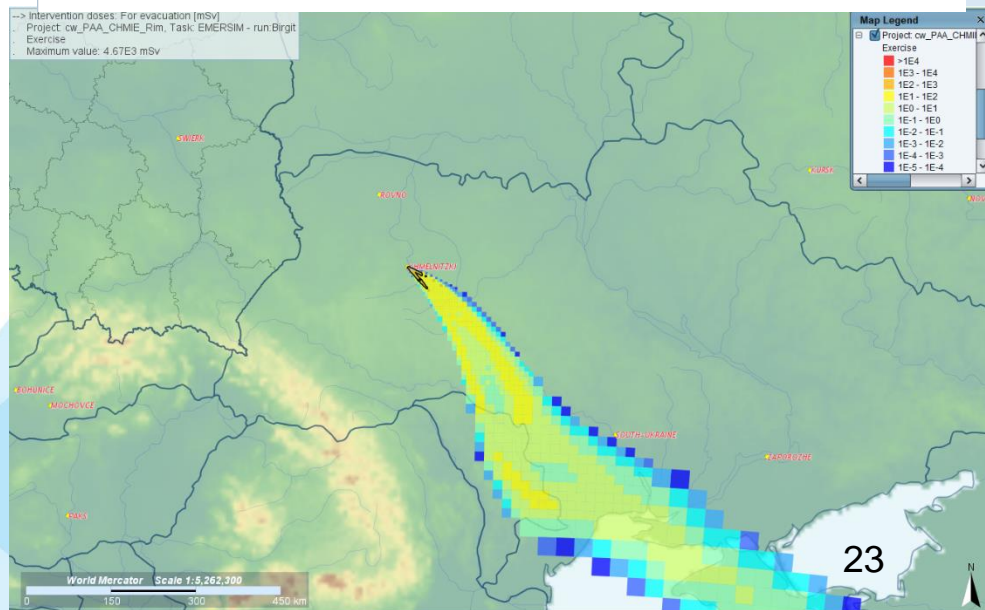 --> Intervention doses: For evacuation [mSv]
Project: cw_PAA_CHMIE_Rim, Task: EMERSIM - run:Birgit
Exercise
Maximum value: 4.67E3 mSv
Map Legend
Project: cw_PAA_CHMI
Exercise
>1E4
1E3 - 1E4
1E2 - 1E3
1E1 - 1E2
1E0 - 1E1
1E-1 - 1E0
1E-2 - 1E-1
1E-3 - 1E-2
1E-4 - 1E-3
1E-5 - 1E-4
SWIERK
KURSK
ROVNO
NOV
HMELNITZKI
BOHUNICE
MOCHOVCE
SOUTH-UKRAINE
ZAPOROZHE
PAKS
23
N
World Mercator Scale 1:5,262,300
0 150 300 450 km